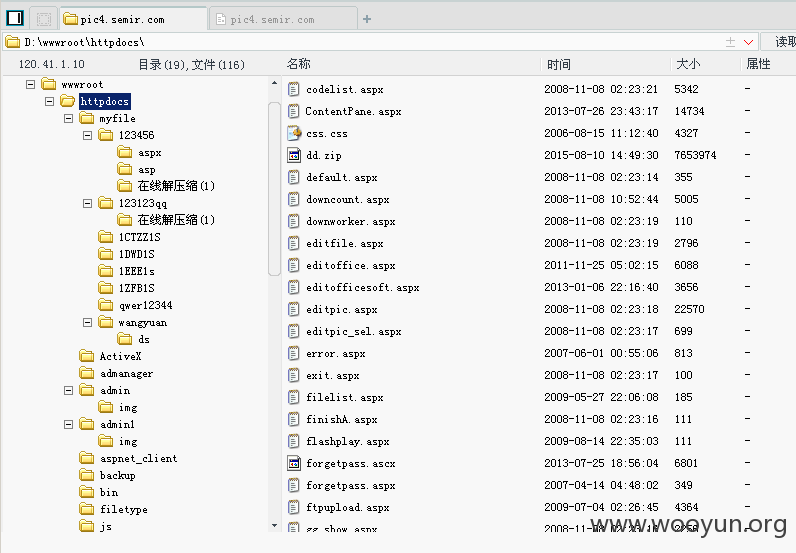 pic4.semir.com
pic4.semir.com
D:\wwwroot\httpdocs\
读取
120.41.1.10
目录(19),文件(116)
名称
时间
大小
属性
wwwroot
httpdocs
myfile
123456
aspx
asp
在线解压缩(1)
123123qq
在线解压缩(1)
1CTZZ1S
1DWD1S
1EEE1s
1ZFB1S
qwer12344
wangyuan
ds
ActiveX
admanager
admin
img
admin1
img
aspnet_client
backup
bin
filetype
js
codelist.aspx 2008-11-08 02:23:21 5342 -
ContentPane.aspx 2013-07-26 23:43:17 14734 -
css.css 2006-08-15 11:12:40 4327 -
dd.zip 2015-08-10 14:49:30 7653974 -
default.aspx 2008-11-08 02:23:14 355 -
downcount.aspx 2008-11-08 10:52:44 5005 -
downworker.aspx 2008-11-08 02:23:19 110 -
editfile.aspx 2008-11-08 02:23:19 2796 -
editoffice.aspx 2011-11-25 05:02:15 6088 -
editofficesoft.aspx 2013-01-06 22:16:40 3656 -
editpic.aspx 2008-11-08 02:23:18 22570 -
editpic_sel.aspx 2008-11-08 02:23:17 699 -
error.aspx 2007-06-01 00:55:06 813 -
exit.aspx 2008-11-08 02:23:17 100 -
filelist.aspx 2009-05-27 22:06:08 185 -
finishA.aspx 2008-11-08 02:23:16 111 -
flashplay.aspx 2009-08-14 22:35:03 111 -
forgetpass.ascx 2013-07-25 18:56:04 6801 -
forgetpass.aspx 2007-04-14 04:48:02 349 -
ftpupload.aspx 2009-07-04 02:26:45 4364 -
gg_show.aspx 2008-11-08
www.wooyun.org